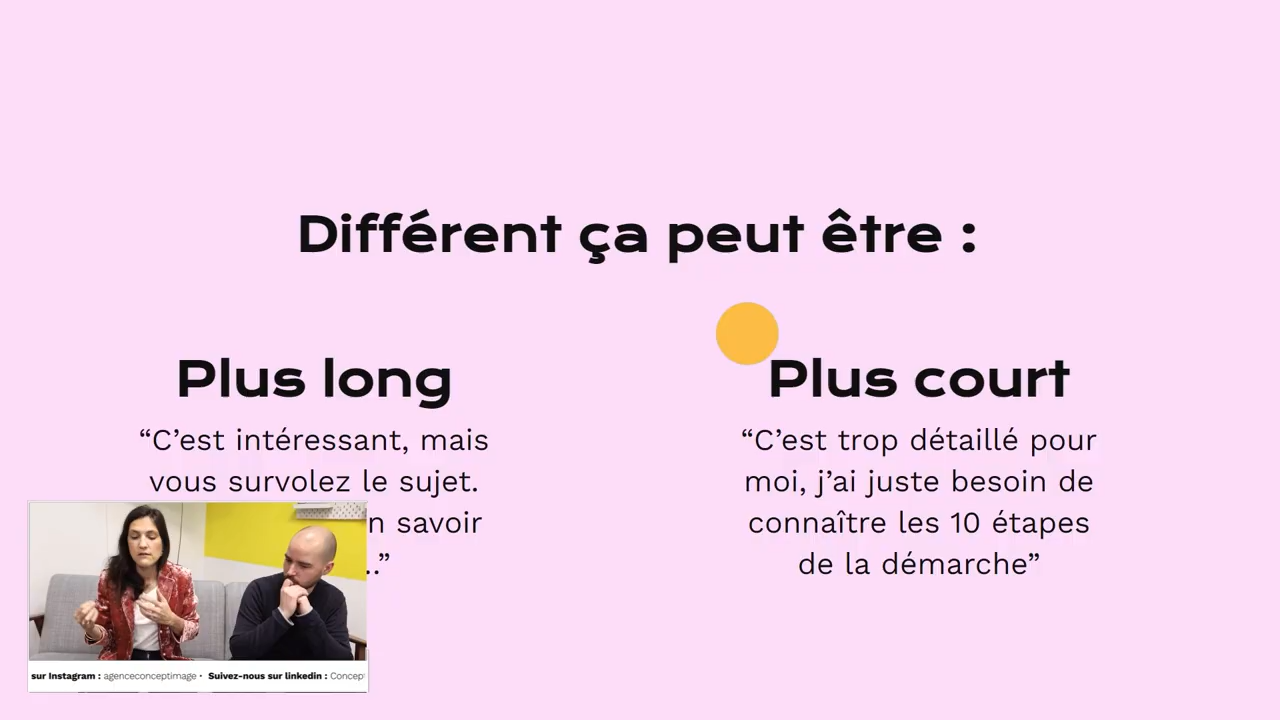 Différent ça peut être :
Plus long
“C’est intéressant, mais
vous survolez le sujet.
n savoir
..”
Plus court
“C’est trop détaillé pour
moi, j’ai juste besoin de
connaître les 10 étapes
de la démarche”
sur Instagram : agenceconceptimage • Suivez-nous sur linkedin : Concept